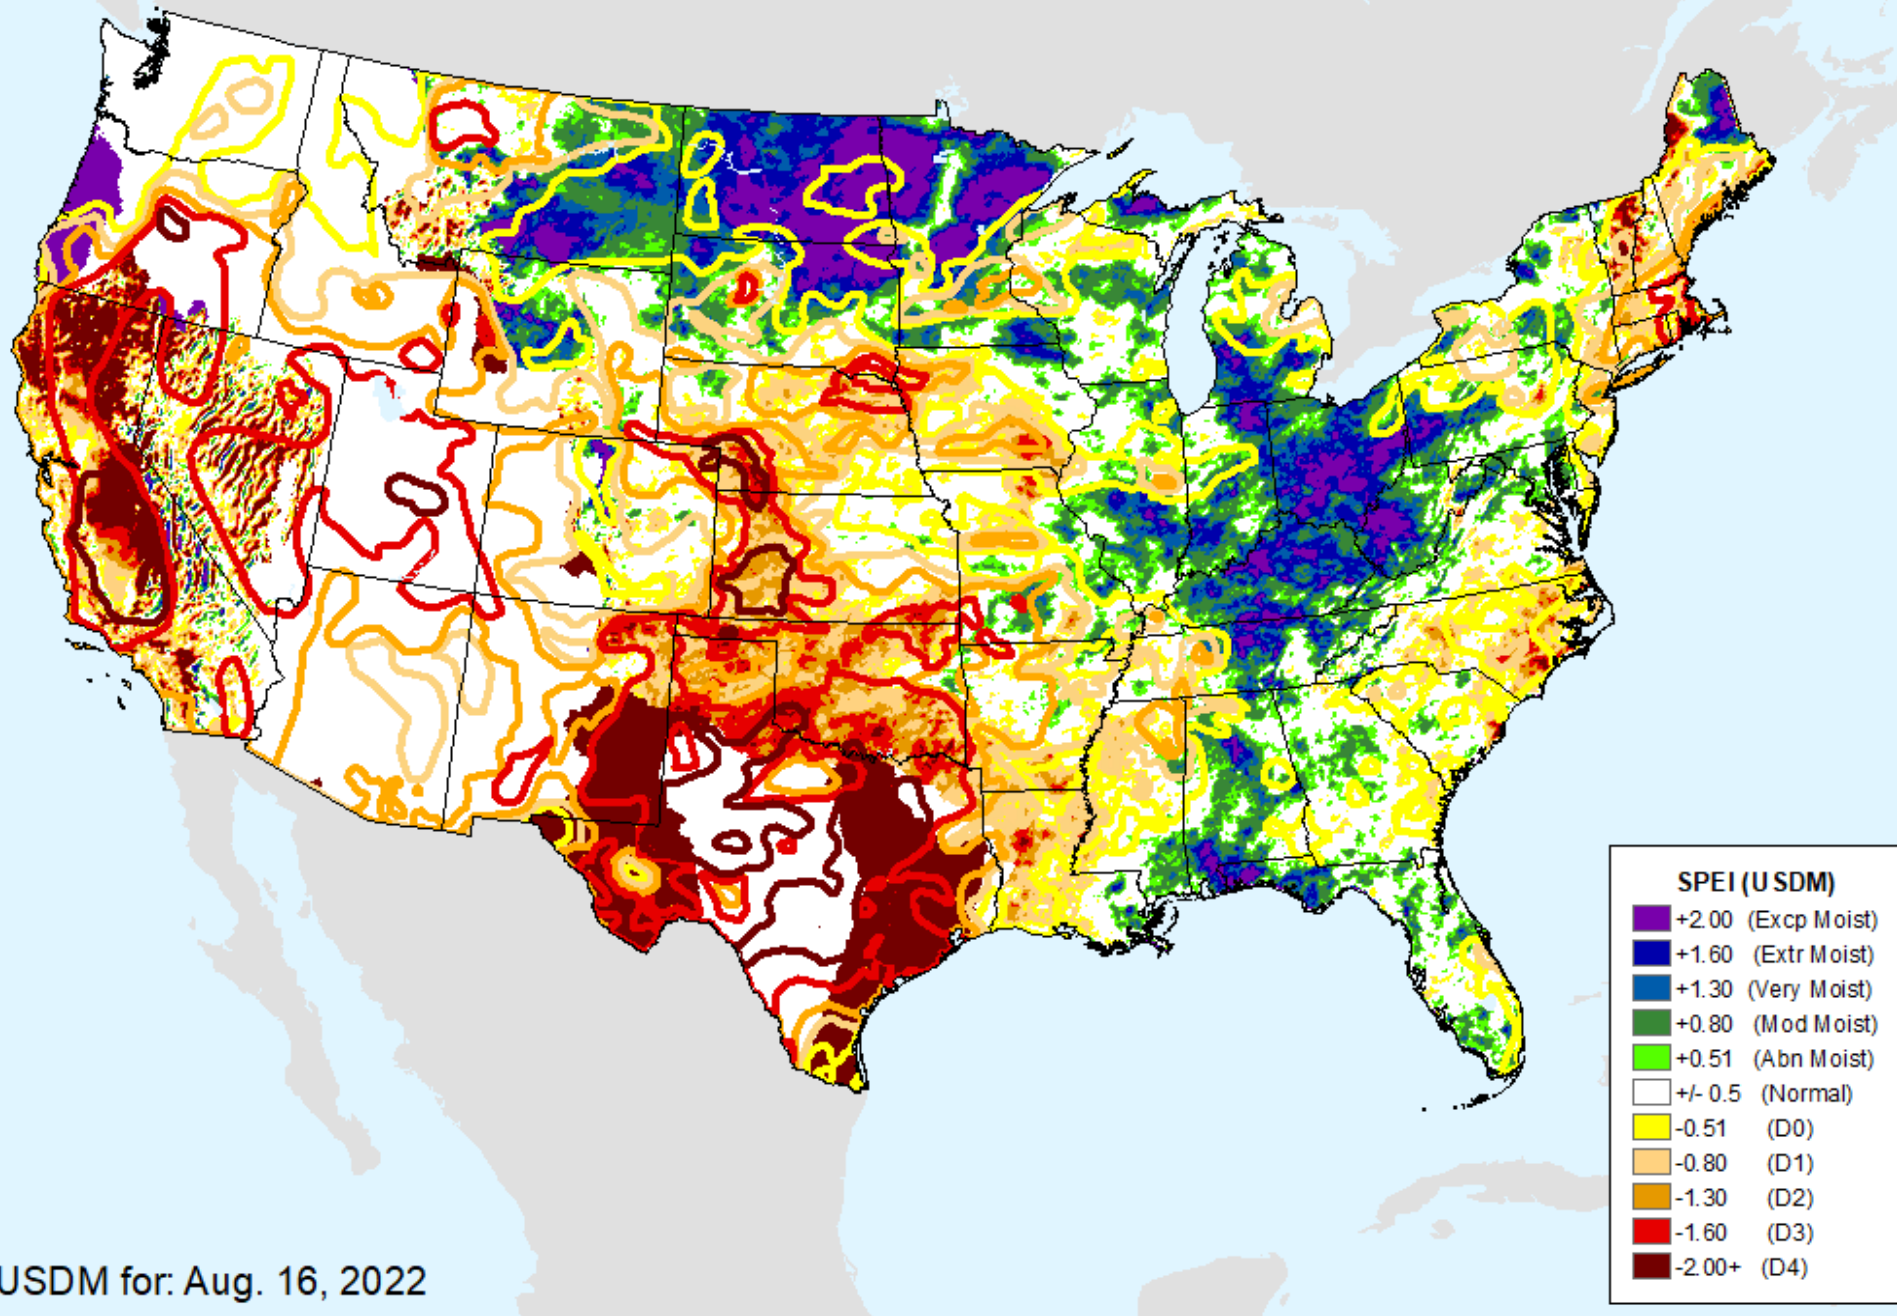 SPEI (USDM)
+2.00 (Excp Moist)
+1.60 (Extr Moist)
+1.30 (Very Moist)
+0.80 (Mod Moist)
+0.51 (Abn Moist)
+/- 0.5 (Normal)
-0.51 (D0)
-0.80 (D1)
-1.30 (D2)
-1.60 (D3)
-2.00+ (D4)
USDM for: Aug. 16, 2022